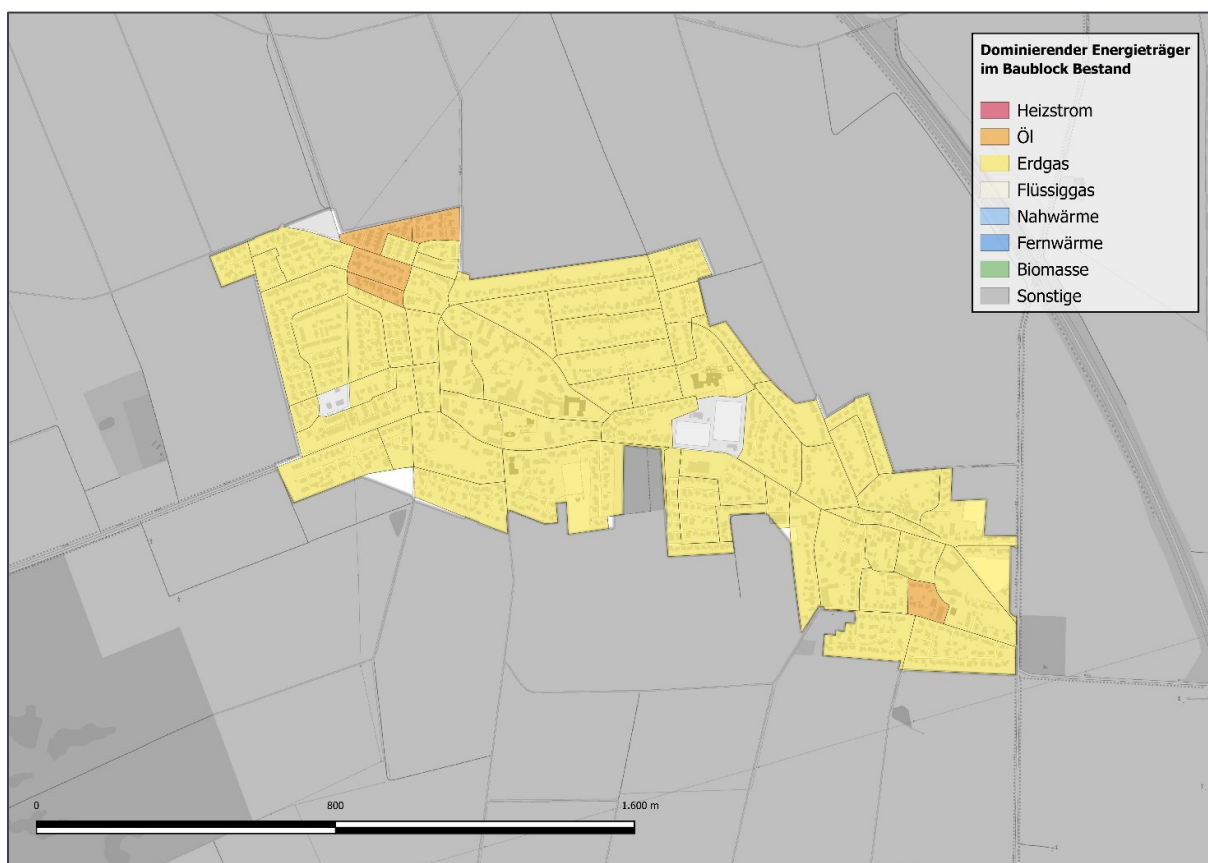 Dominierender Energieträger
im Baublock Bestand
Heizstrom
Öl
Erdgas
Flüssiggas
Nahwärme
Fernwärme
Biomasse
Sonstige
0 800 1.600 m